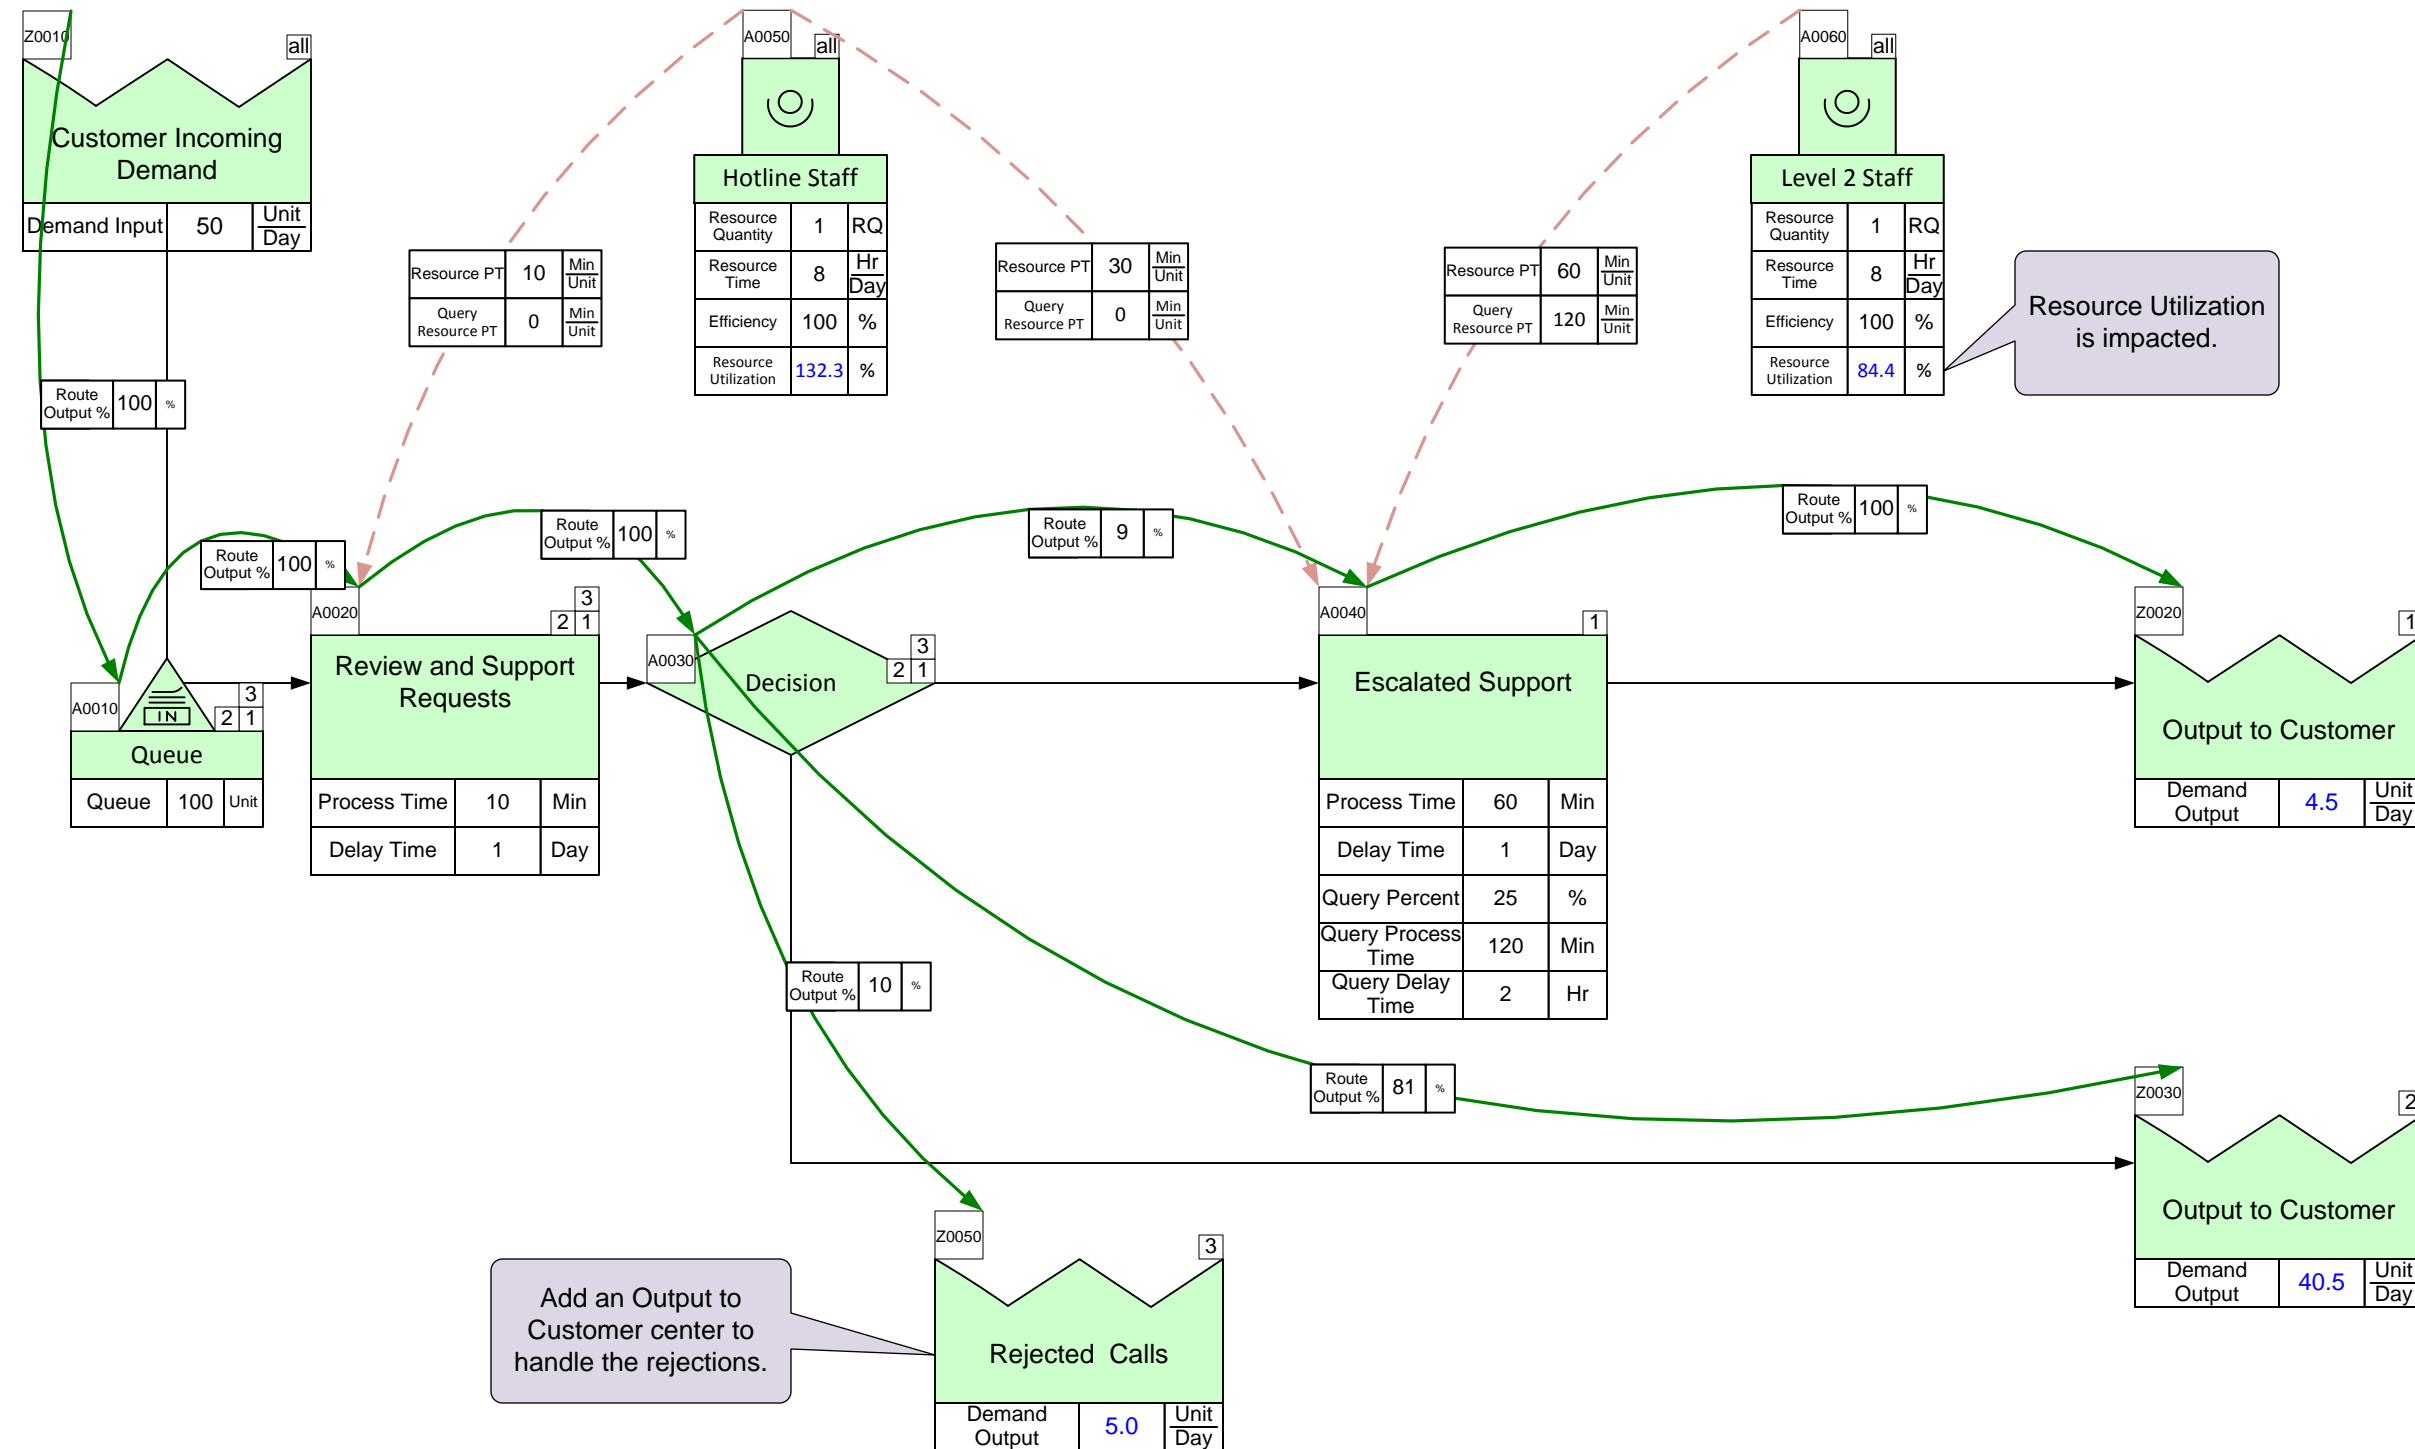 Z0010
all
Customer Incoming
Demand
Demand Input 50 Unit
Day
A0050
all
Hotline Staff
Resource
Quantity 1 RQ
Resource
Time 8 Hr
Day
Efficiency 100 %
Resource
Utilization 132.3 %
A0060
all
Level 2 Staff
Resource
Quantity 1 RQ
Resource
Time 8 Hr
Day
Efficiency 100 %
Resource
Utilization 84.4 %
Resource Utilization
is impacted.
Resource PT 10 Min
Unit
Query
Resource PT 0 Min
Unit
Resource PT 30 Min
Unit
Query
Resource PT 0 Min
Unit
Resource PT 60 Min
Unit
Query
Resource PT 120 Min
Unit
Route
Output % 100 %
Route
Output % 100 %
Route
Output % 100 %
Route
Output % 9 %
Route
Output % 100 %
A0010
3
2 1
IN
Queue
Queue 100 Unit
A0020
3
2 1
Review and Support
Requests
Process Time 10 Min
Delay Time 1 Day
A0030
3
2 1
Decision
A0040
1
Escalated Support
Process Time 60 Min
Delay Time 1 Day
Query Percent 25 %
Query Process
Time 120 Min
Query Delay
Time 2 Hr
Z0020
1
Output to Customer
Demand
Output 4.5 Unit
Day
Route
Output % 10 %
Route
Output % 81 %
Z0030
2
Output to Customer
Demand
Output 40.5 Unit
Day
Z0050
3
Rejected Calls
Demand
Output 5.0 Unit
Day
Add an Output to
Customer center to
handle the rejections.